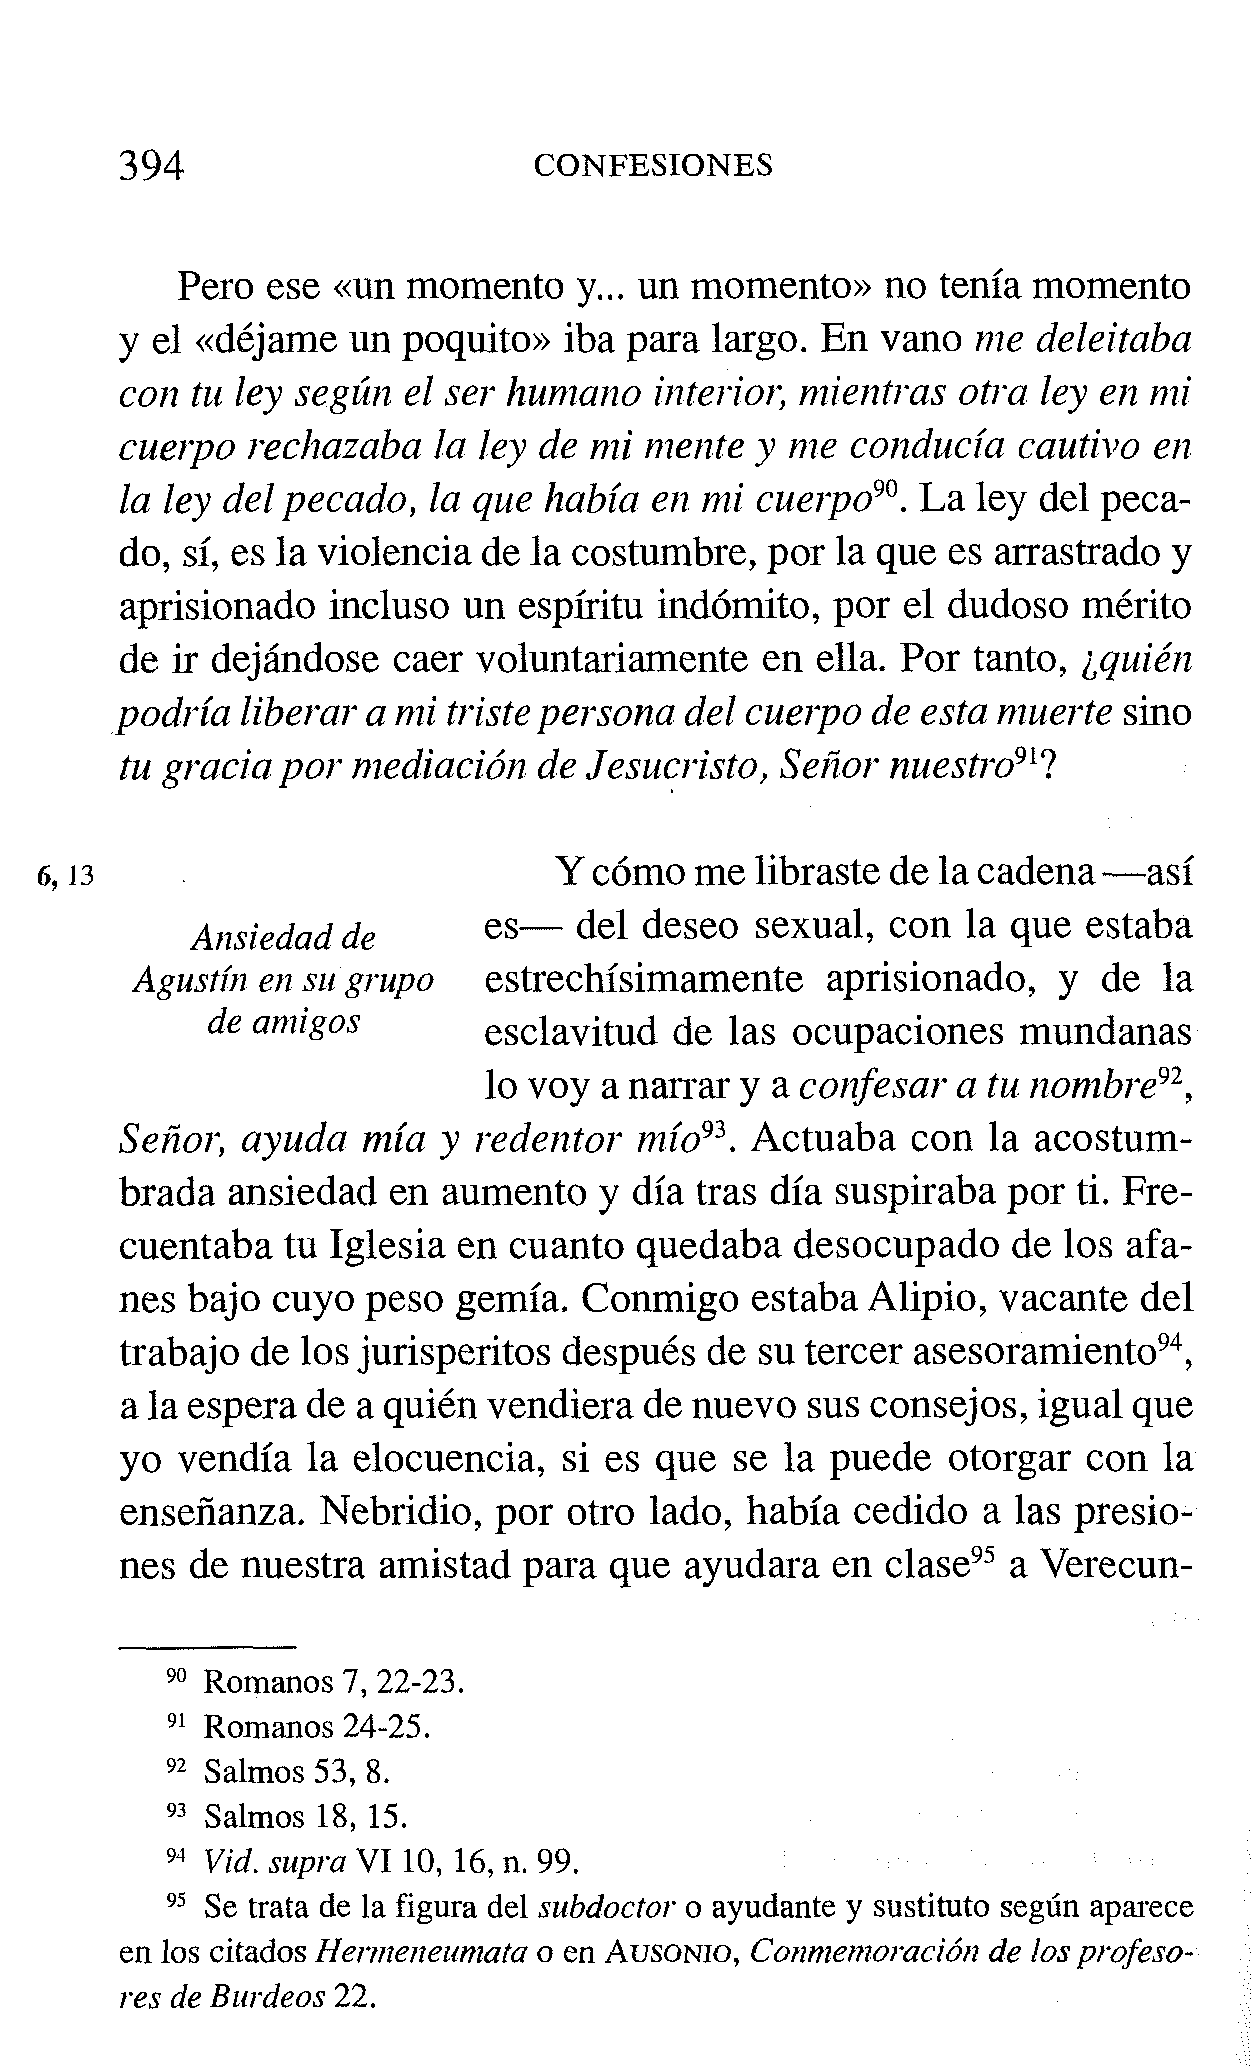 394 CONFESIONES
Pero ese «un momento y... un momento» no tenía momento
y el «déjame un poquito» iba para largo. En vano me deleitaba
con tu ley según el ser humano interior, mientras otra ley en mi
cuerpo rechazaba la ley de mi mente y me conducía cautivo en
la ley del pecado, la que había en mi cuerpo⁹⁰. La ley del peca-
do, sí, es la violencia de la costumbre, por la que es arrastrado y
aprisionado incluso un espíritu indómito, por el dudoso mérito
de ir dejándose caer voluntariamente en ella. Por tanto, ¿quién
podría liberar a mi triste persona del cuerpo de esta muerte sino
tu gracia por mediación de Jesucristo, Señor nuestro⁹¹?
6, 13
Ansiedad de
Agustín en su grupo
de amigos
Y cómo me libraste de la cadena —así
es— del deseo sexual, con la que estaba
estrechísimamente aprisionado, y de la
esclavitud de las ocupaciones mundanas
lo voy a narrar y a confesar a tu nombre⁹²,
Señor, ayuda mía y redentor mío⁹³. Actuaba con la acostum-
brada ansiedad en aumento y día tras día suspiraba por ti. Fre-
cuentaba tu Iglesia en cuanto quedaba desocupado de los afa-
nes bajo cuyo peso gemía. Conmigo estaba Alipio, vacante del
trabajo de los jurisperitos después de su tercer asesoramiento⁹⁴,
a la espera de a quién vendiera de nuevo sus consejos, igual que
yo vendía la elocuencia, si es que se la puede otorgar con la
enseñanza. Nebridio, por otro lado, había cedido a las presio-
nes de nuestra amistad para que ayudara en clase⁹⁵ a Verecun-
⁹⁰ Romanos 7, 22-23.
⁹¹ Romanos 24-25.
⁹² Salmos 53, 8.
⁹³ Salmos 18, 15.
⁹⁴ Vid. supra VI 10, 16, n. 99.
⁹⁵ Se trata de la figura del subdoctor o ayudante y sustituto según aparece
en los citados Hermeneumata o en AUSONIO, Conmemoración de los profeso-
res de Burdeos 22.